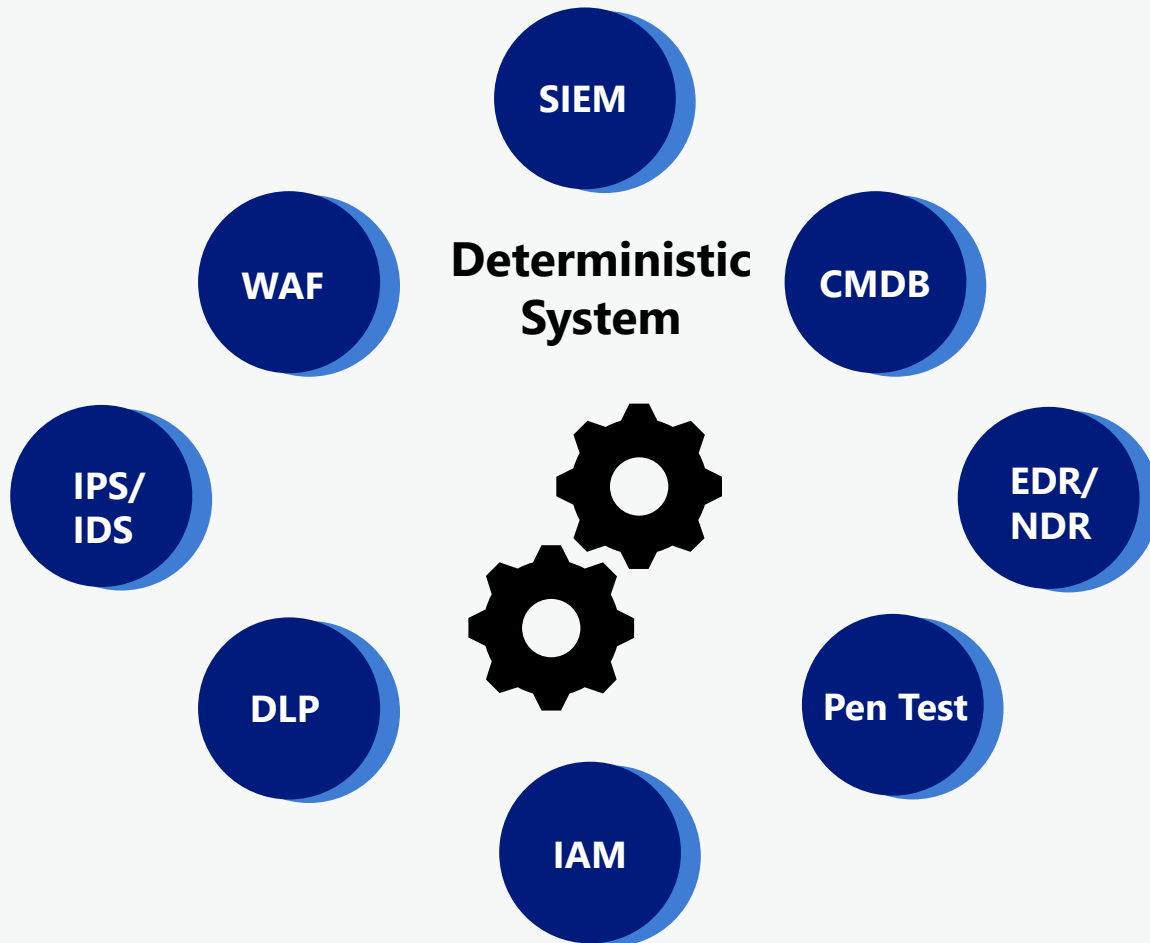 SIEM
Deterministic
System
WAF
CMDB
IPS/
IDS
EDR/
NDR
DLP
Pen Test
IAM